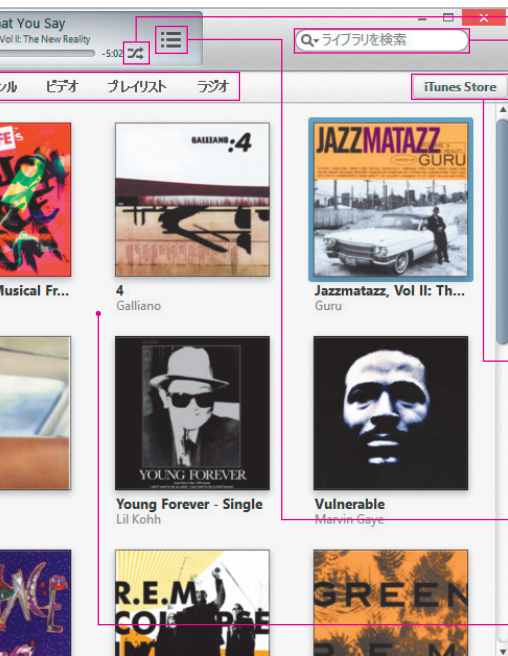 at You Say
Vol II: The New Reality
-5:02
ライブラリを検索
ンル ビデオ プレイリスト ラジオ
iTunes Store
GALLIANO :4
JAZZMATAZZ
GURU
Musical Fr...
4
Galliano
Jazzmatazz, Vol II: Th...
Guru
YOUNG FOREVER
Young Forever - Single
Lil Kohh
Vulnerable
Marvin Gaye
R.E.M.
GREEN
R.E.M.